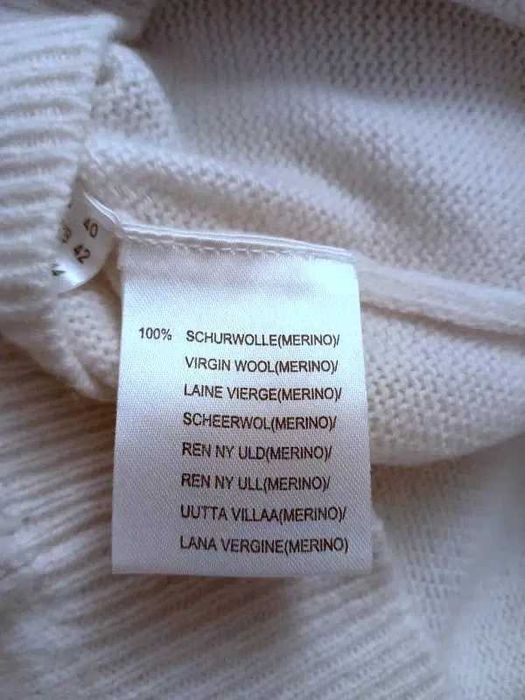 40
42
100% SCHURWOLLE(MERINO)/
VIRGIN WOOL(MERINO)/
LAINE VIERGE(MERINO)/
SCHEERWOL(MERINO)/
REN NY ULD(MERINO)/
REN NY ULL(MERINO)/
UUTTA VILLAA(MERINO)/
LANA VERGINE(MERINO)